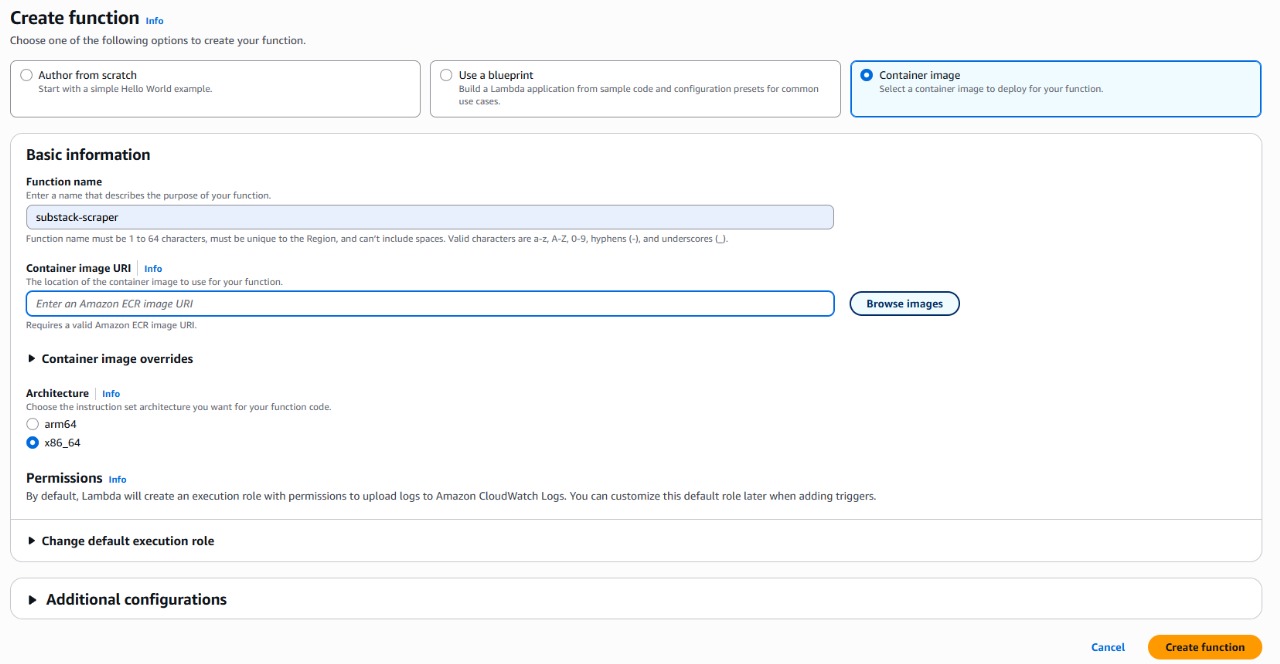 Create function Info
Choose one of the following options to create your function.
Author from scratch
Start with a simple Hello World example.
Use a blueprint
Build a Lambda application from sample code and configuration presets for common
use cases.
Container image
Select a container image to deploy for your function.
Basic information
Function name
Enter a name that describes the purpose of your function.
substack-scraper
Function name must be 1 to 64 characters, must be unique to the Region, and can't include spaces. Valid characters are a-z, A-Z, 0-9, hyphens (-), and underscores (_).
Container image URI Info
The location of the container image to use for your function.
Enter an Amazon ECR image URI
Browse images
Requires a valid Amazon ECR image URI.
Container image overrides
Architecture Info
Choose the instruction set architecture you want for your function code.
arm64
x86_64
Permissions Info
By default, Lambda will create an execution role with permissions to upload logs to Amazon CloudWatch Logs. You can customize this default role later when adding triggers.
Change default execution role
Additional configurations
Cancel
Create function